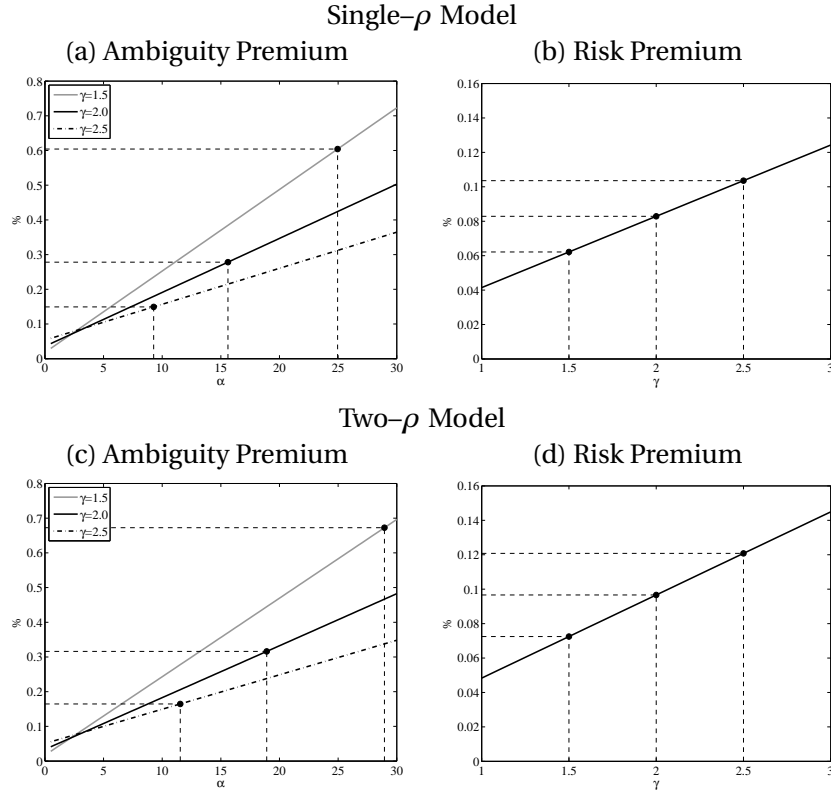 Single–ρ Model
(a) Ambiguity Premium
(b) Risk Premium
0.8
0.7
0.6
0.5
0.4
0.3
0.2
0.1
0
%
γ=1.5
γ=2.0
γ=2.5
0 5 10 15 20 25 30
α
0.16
0.14
0.12
0.1
0.08
0.06
0.04
0.02
0
%
1 1.5 2 2.5 3
γ
Two–ρ Model
(c) Ambiguity Premium
(d) Risk Premium
0.8
0.7
0.6
0.5
0.4
0.3
0.2
0.1
0
%
γ=1.5
γ=2.0
γ=2.5
0 5 10 15 20 25 30
α
0.16
0.14
0.12
0.1
0.08
0.06
0.04
0.02
0
%
1 1.5 2 2.5 3
γ